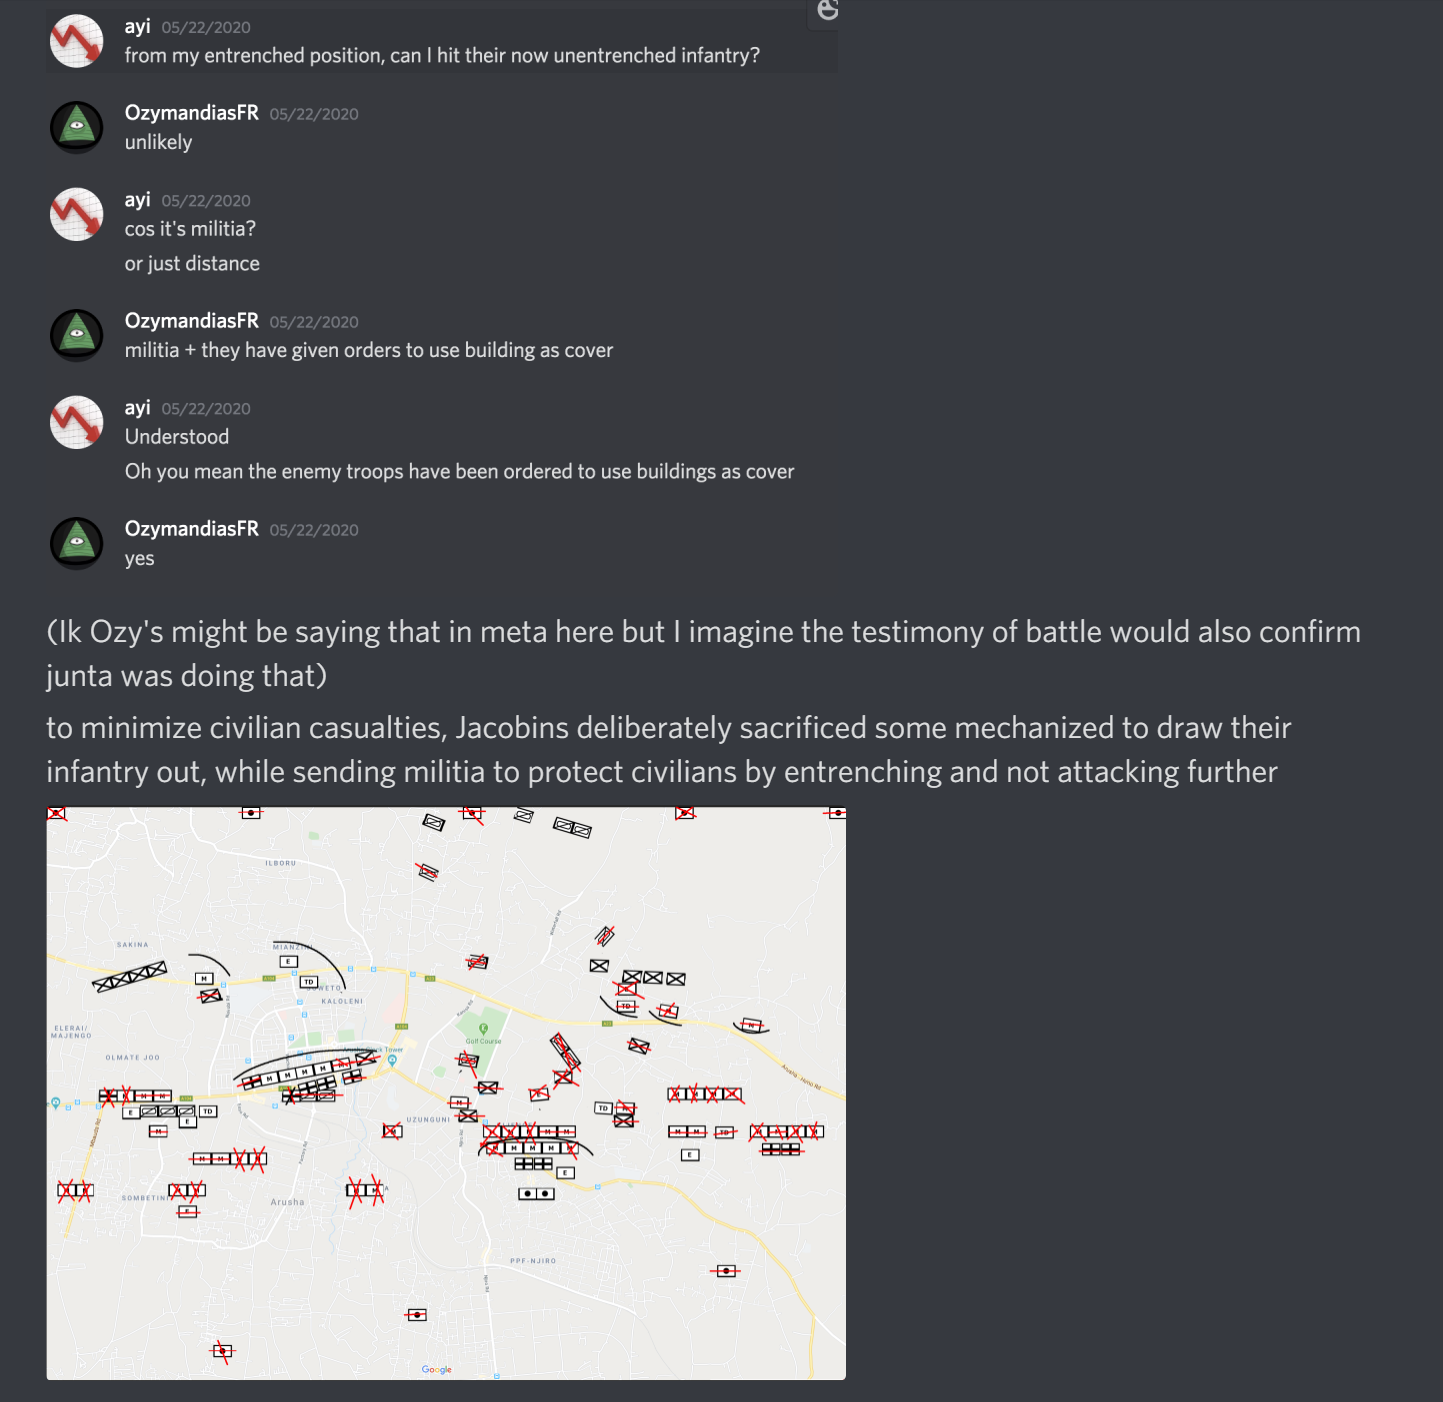 ayi 05/22/2020
from my entrenched position, can I hit their now unentrenched infantry?
OzymandiasFR 05/22/2020
unlikely
ayi 05/22/2020
cos it's militia?
or just distance
OzymandiasFR 05/22/2020
militia + they have given orders to use building as cover
ayi 05/22/2020
Understood
Oh you mean the enemy troops have been ordered to use buildings as cover
OzymandiasFR 05/22/2020
yes
(Ik Ozy's might be saying that in meta here but I imagine the testimony of battle would also confirm
junta was doing that)
to minimize civilian casualties, Jacobins deliberately sacrificed some mechanized to draw their
infantry out, while sending militia to protect civilians by entrenching and not attacking further
ILBORU
SAKINA
E
M
TD
KALOLENI
ELERAI/
MAJENGO
Golf Course
OLMATE JOO
Tower
M M M M
E
TD
E
M
M
TD
UZUNGUNI
M M M M
E
E
SOMBETINI
Arusha
PPF-NJIRO
Google